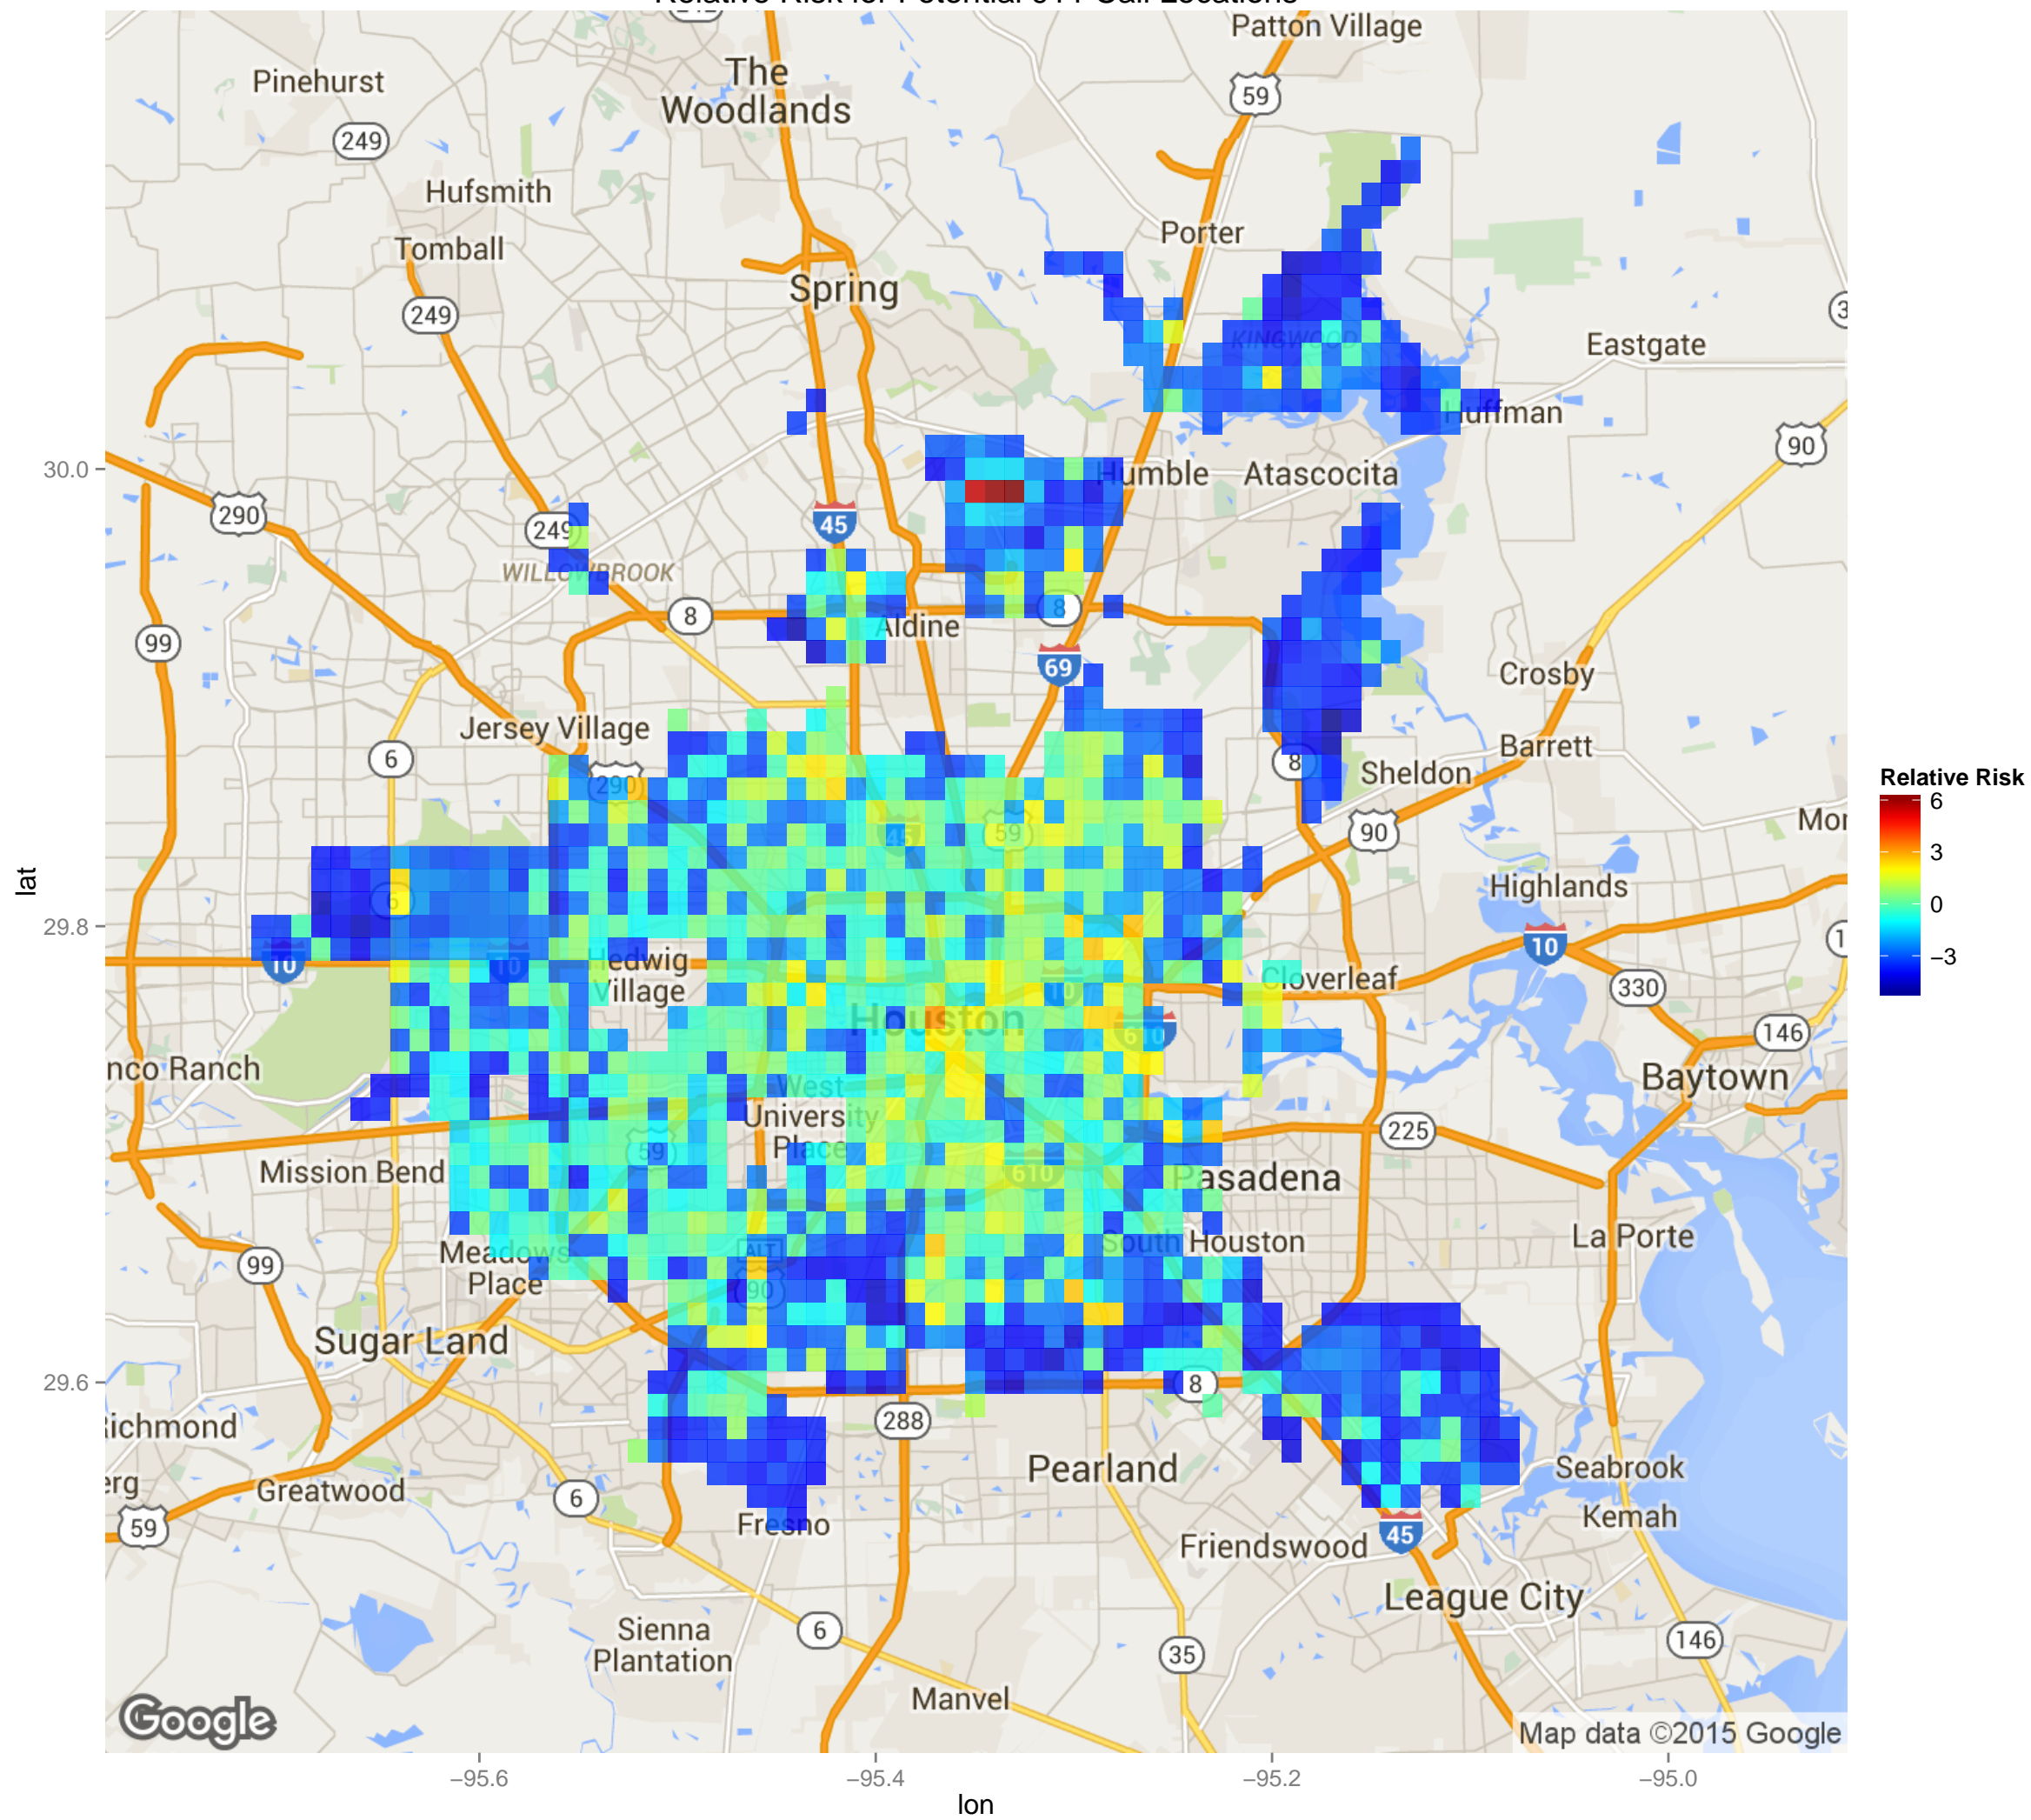 Patton Village
The
Woodlands
Pinehurst
59
249
Hufsmith
Porter
Tomball
Spring
249
KINGWOOD
Eastgate
Huffman
90
30.0
Humble
Atascocita
290
249
45
WILLOWBROOK
99
8
8
Aldine
69
Crosby
Jersey Village
Barrett
6
8
Sheldon
290
Relative Risk
6
3
0
−3
45
59
90
Highlands
6
lat
29.8
10
10
Hedwig
Village
10
Cloverleaf
10
330
Houston
610
146
nco Ranch
Baytown
West
University
Place
59
225
Mission Bend
610
Pasadena
La Porte
Meadows
Place
ALT
90
South Houston
99
Sugar Land
29.6
8
288
Pearland
Seabrook
Greatwood
6
59
Fresno
Kemah
45
Friendswood
League City
Sienna
Plantation
6
35
146
Manvel
Google
Map data ©2015 Google
−95.6
−95.4
−95.2
−95.0
lon